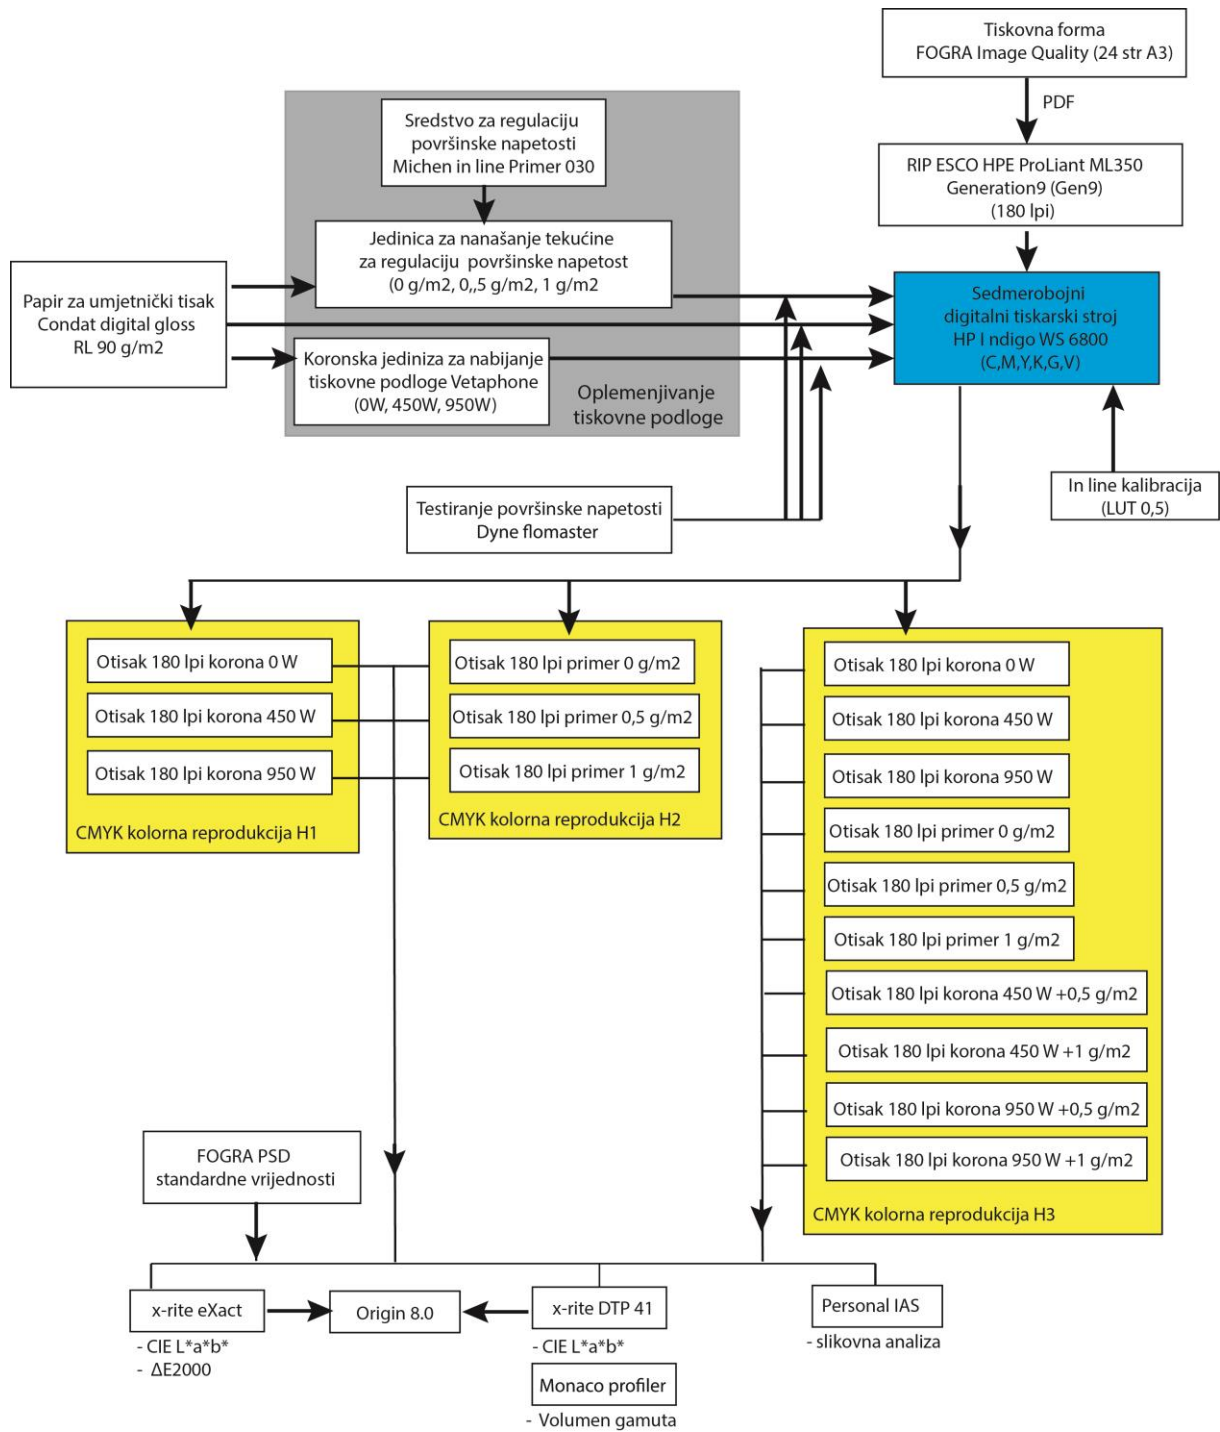 Tiskovna forma
FOGRA Image Quality (24 str A3)
PDF
RIP ESCO HPE ProLiant ML350
Generation9 (Gen9)
(180 lpi)
Sredstvo za regulaciju
površinske napetosti
Michen in line Primer 030
Jedinica za nanašanje tekućine
za regulaciju površinske napetost
(0 g/m2, 0,,5 g/m2, 1 g/m2
Papir za umjetnički tisak
Condat digital gloss
RL 90 g/m2
Koronska jediniza za nabijanje
tiskovne podloge Vetaphone
(0W, 450W, 950W)
Oplemenjivanje
tiskovne podloge
Sedmerobojni
digitalni tiskarski stroj
HP I ndigo WS 6800
(C,M,Y,K,G,V)
In line kalibracija
(LUT 0,5)
Testiranje površinske napetosti
Dyne flomaster
Otisak 180 lpi korona 0 W
Otisak 180 lpi korona 450 W
Otisak 180 lpi korona 950 W
CMYK kolorna reprodukcija H1
Otisak 180 lpi primer 0 g/m2
Otisak 180 lpi primer 0,5 g/m2
Otisak 180 lpi primer 1 g/m2
CMYK kolorna reprodukcija H2
Otisak 180 lpi korona 0 W
Otisak 180 lpi korona 450 W
Otisak 180 lpi korona 950 W
Otisak 180 lpi primer 0 g/m2
Otisak 180 lpi primer 0,5 g/m2
Otisak 180 lpi primer 1 g/m2
Otisak 180 lpi korona 450 W +0,5 g/m2
Otisak 180 lpi korona 450 W +1 g/m2
Otisak 180 lpi korona 950 W +0,5 g/m2
Otisak 180 lpi korona 950 W +1 g/m2
CMYK kolorna reprodukcija H3
FOGRA PSD
standardne vrijednosti
x-rite eXact
- CIE L*a*b*
- ΔE2000
Origin 8.0
x-rite DTP 41
- CIE L*a*b*
Monaco profiler
- Volumen gamuta
Personal IAS
- slikovna analiza